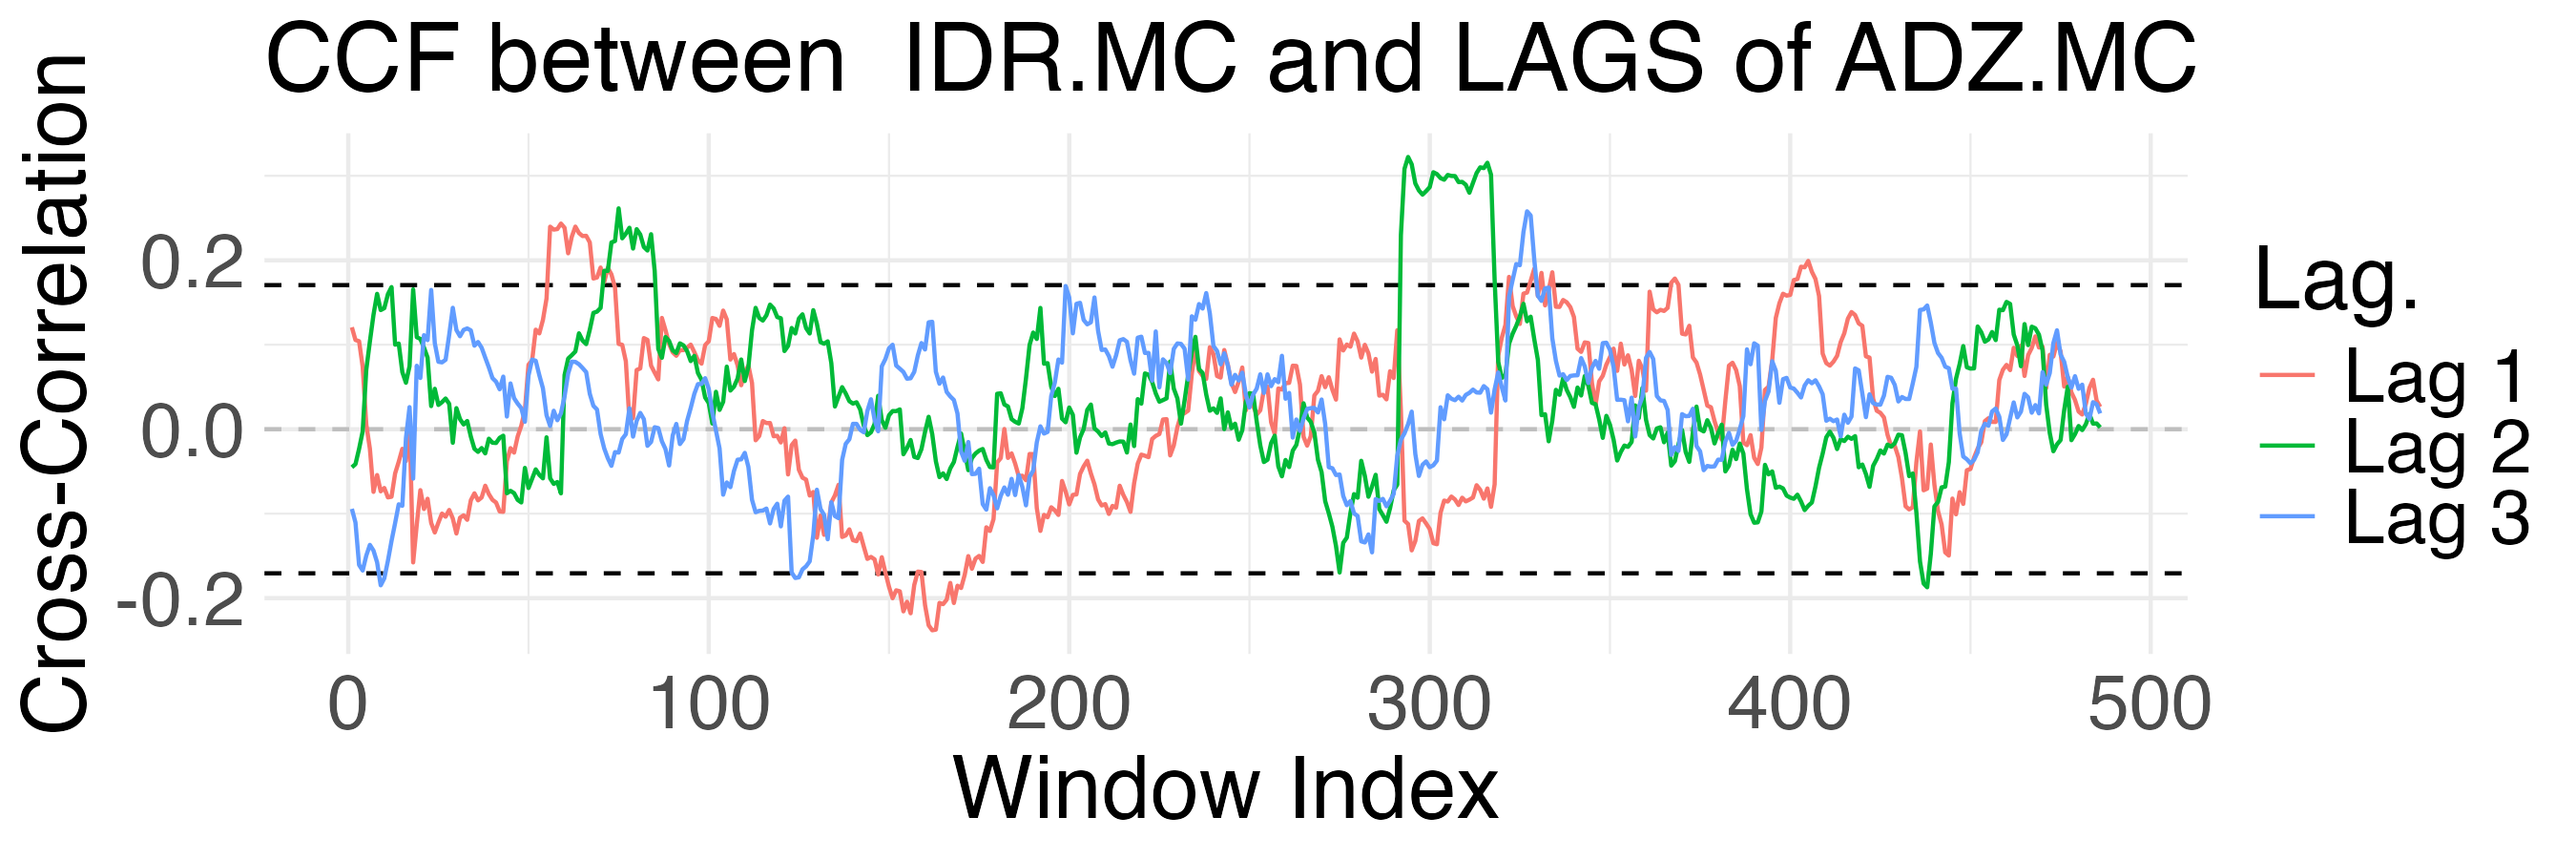 CCF between  IDR.MC and LAGS of ADZ.MC
Cross-Correlation
0.2
0.0
-0.2
0 100 200 300 400 500
Window Index
Lag.
Lag 1
Lag 2
Lag 3